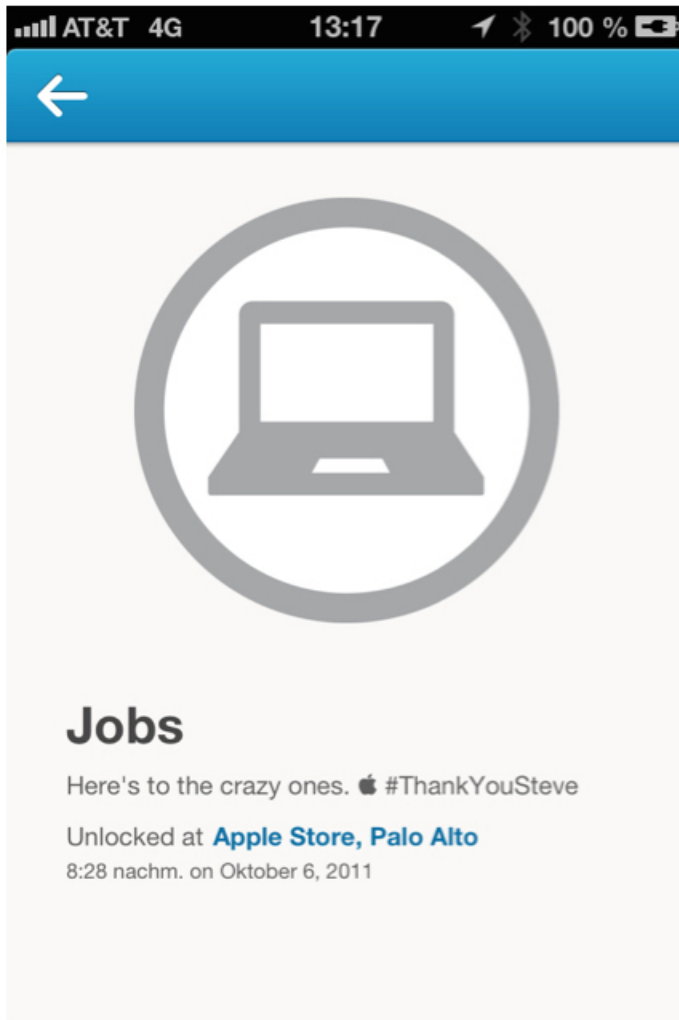 AT&T 4G 13:17 100 %
Jobs
Here's to the crazy ones.  #ThankYouSteve
Unlocked at Apple Store, Palo Alto
8:28 nachm. on Oktober 6, 2011